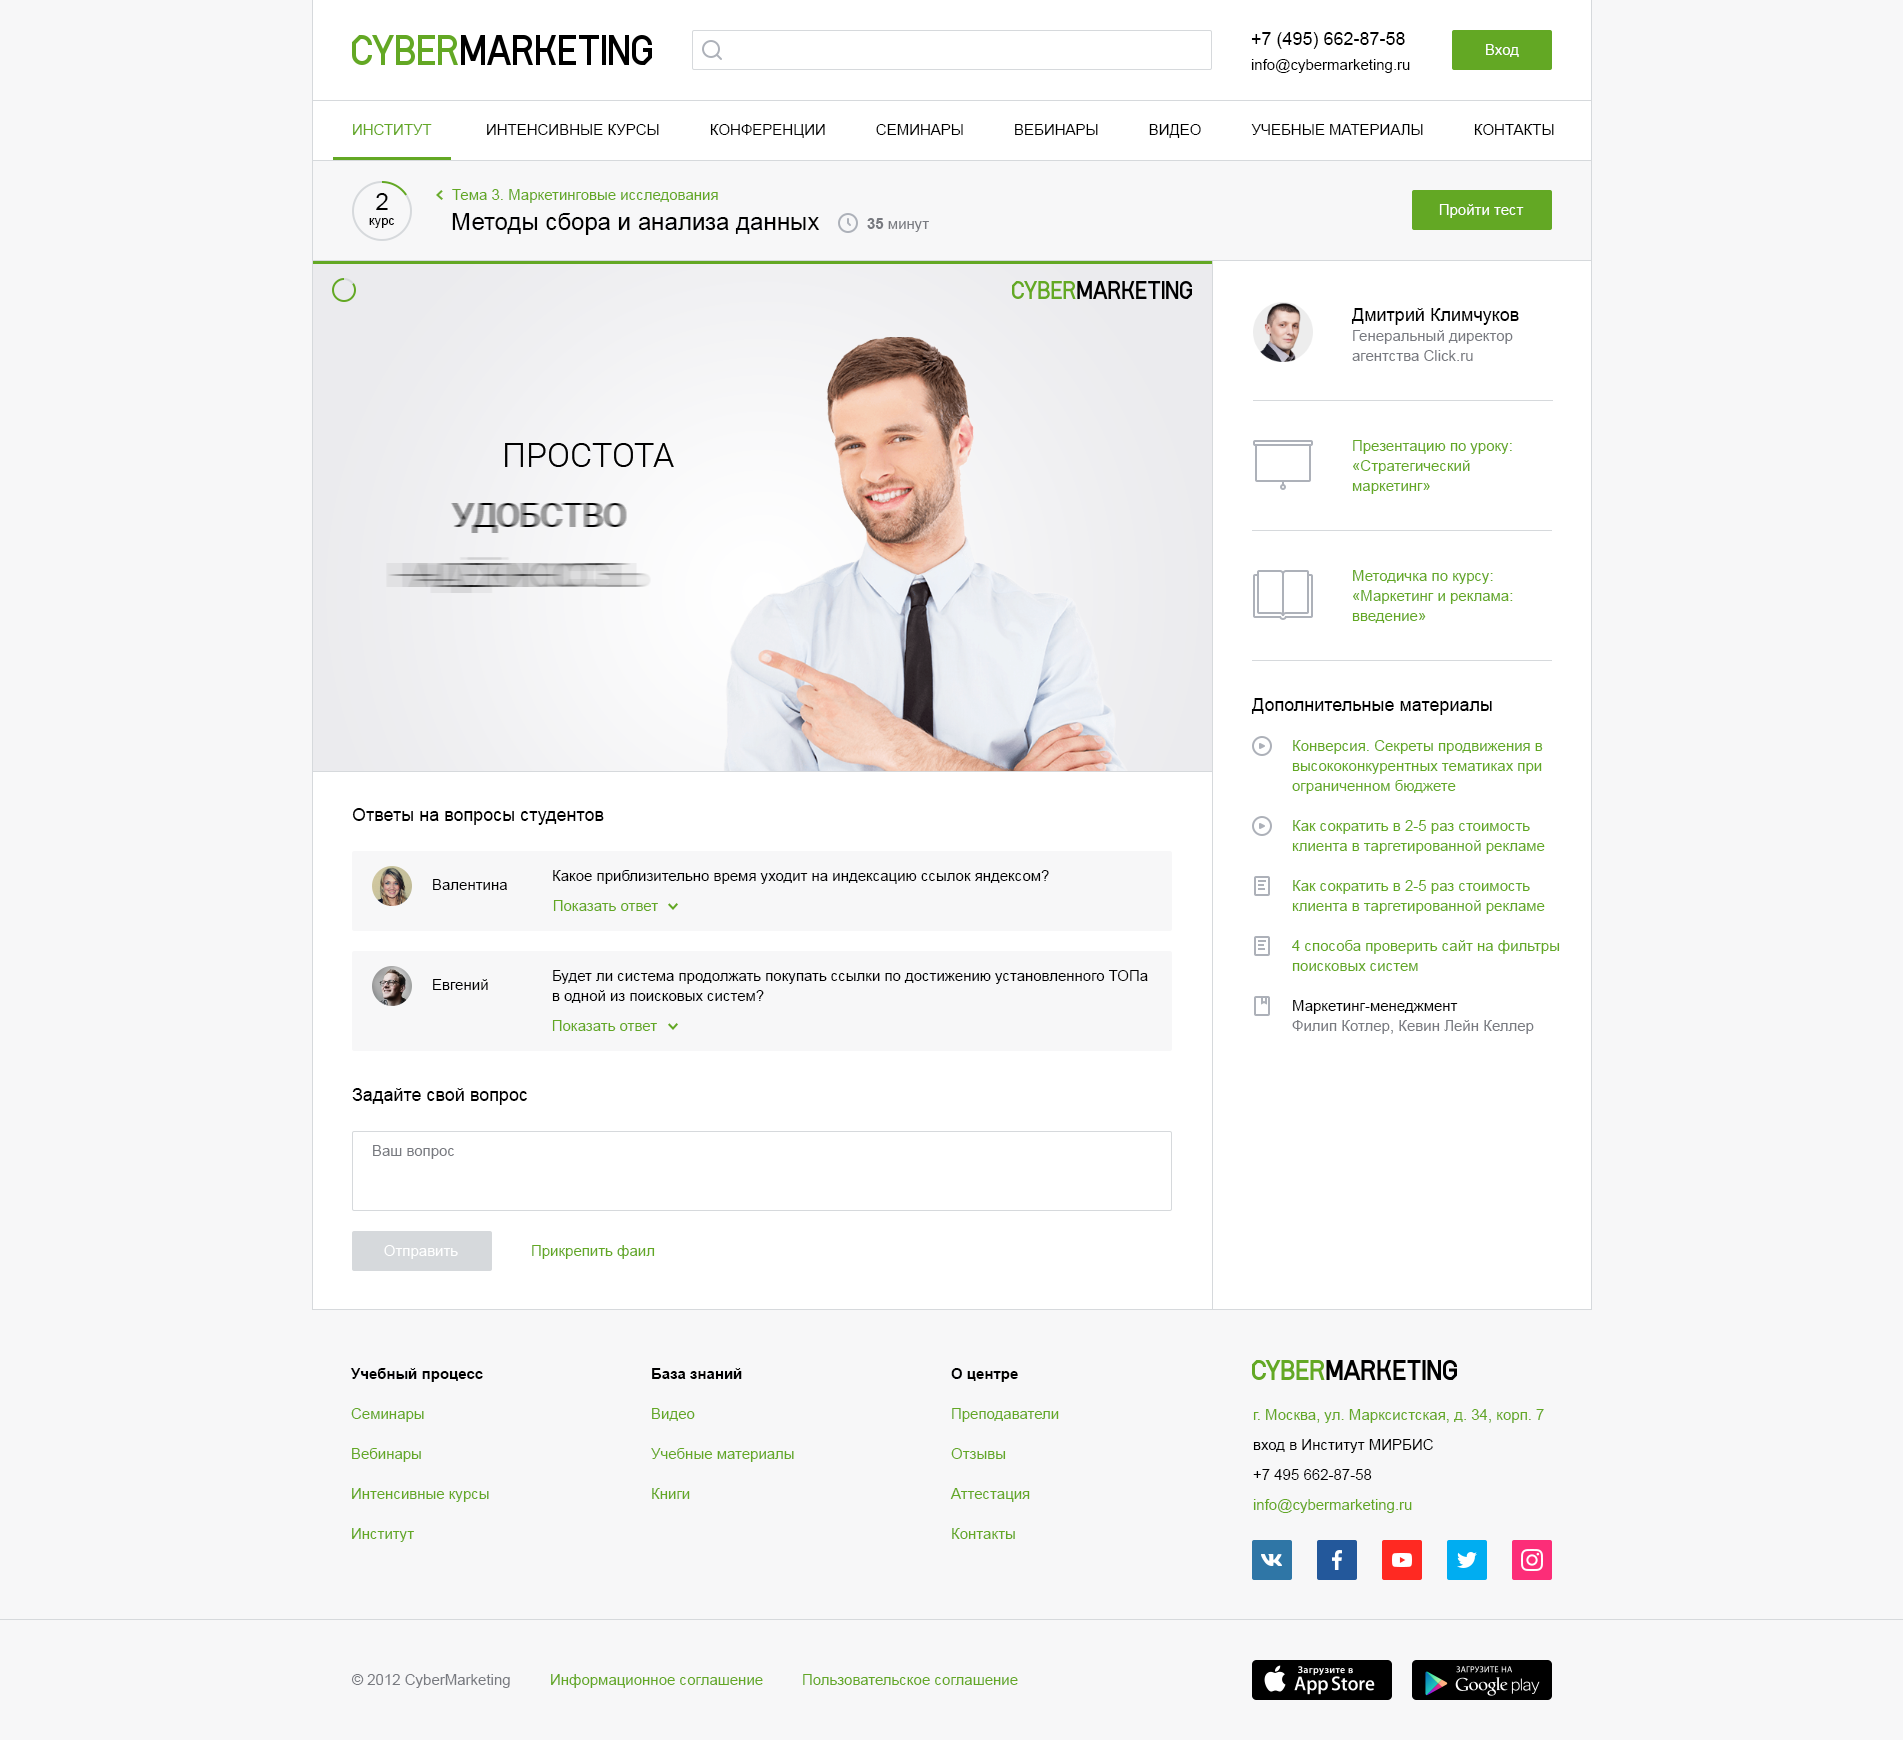 CYBERMARKETING
+7 (495) 662-87-58
info@cybermarketing.ru
Вход
ИНСТИТУТ
ИНТЕНСИВНЫЕ КУРСЫ
КОНФЕРЕНЦИИ
СЕМИНАРЫ
ВЕБИНАРЫ
ВИДЕО
УЧЕБНЫЕ МАТЕРИАЛЫ
КОНТАКТЫ
2
курс
Тема 3. Маркетинговые исследования
Методы сбора и анализа данных
35 минут
Пройти тест
CYBERMARKETING
ПРОСТОТА
УДОБСТВО
Дмитрий Климчуков
Генеральный директор
агентства Click.ru
Презентацию по уроку:
«Стратегический
маркетинг»
Методичка по курсу:
«Маркетинг и реклама:
введение»
Дополнительные материалы
Конверсия. Секреты продвижения в
высококонкурентных тематиках при
ограниченном бюджете
Как сократить в 2-5 раз стоимость
клиента в таргетированной рекламе
Как сократить в 2-5 раз стоимость
клиента в таргетированной рекламе
4 способа проверить сайт на фильтры
поисковых систем
Маркетинг-менеджмент
Филип Котлер, Кевин Лейн Келлер
Ответы на вопросы студентов
Валентина
Какое приблизительно время уходит на индексацию ссылок яндексом?
Показать ответ
Евгений
Будет ли система продолжать покупать ссылки по достижению установленного ТОПа
в одной из поисковых систем?
Показать ответ
Задайте свой вопрос
Ваш вопрос
Отправить
Прикрепить фаил
Учебный процесс
Семинары
Вебинары
Интенсивные курсы
Институт
База знаний
Видео
Учебные материалы
Книги
О центре
Преподаватели
Отзывы
Аттестация
Контакты
CYBERMARKETING
г. Москва, ул. Марксистская, д. 34, корп. 7
вход в Институт МИРБИС
+7 495 662-87-58
info@cybermarketing.ru
© 2012 CyberMarketing
Информационное соглашение
Пользовательское соглашение
Загрузите в
App Store
ЗАГРУЗИТЕ НА
Google play